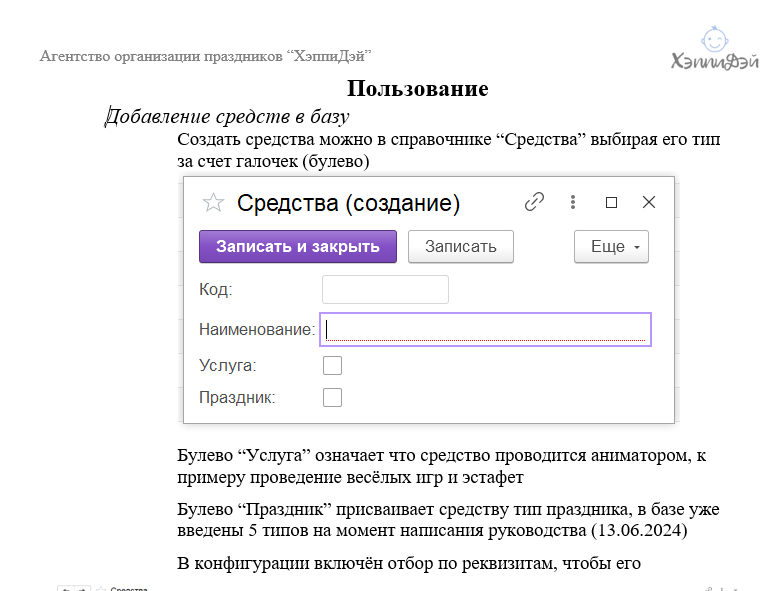 Агентство организации праздников “ХэппиДэй”
ХэппиДэй
Пользование
Добавление средств в базу
Создать средства можно в справочнике “Средства” выбирая его тип
за счет галочек (булево)
Средства (создание)
Записать и закрыть
Записать
Еще
Код:
Наименование:
Услуга:
Праздник:
Булево “Услуга” означает что средство проводится аниматором, к
примеру проведение весёлых игр и эстафет
Булево “Праздник” присваивает средству тип праздника, в базе уже
введены 5 типов на момент написания руководства (13.06.2024)
В конфигурации включён отбор по реквизитам, чтобы его
Средства